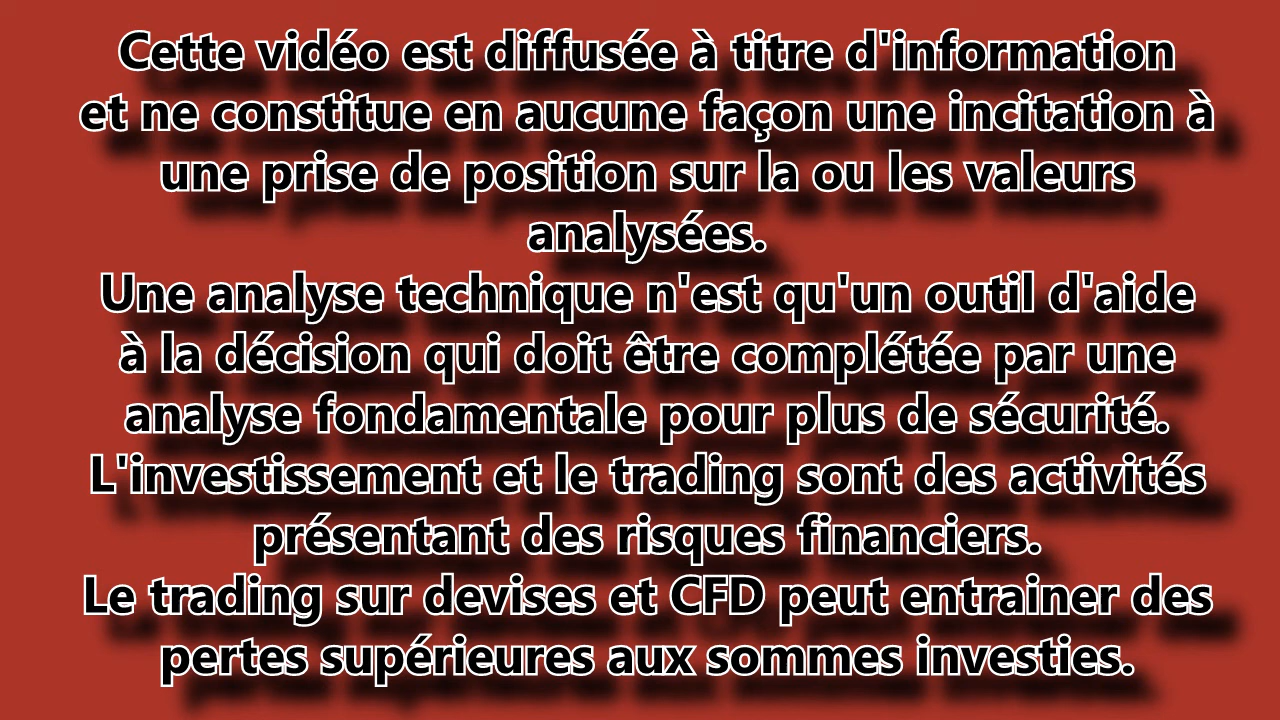 Cette vidéo est diffusée à titre d'information
et ne constitue en aucune façon une incitation à
une prise de position sur la ou les valeurs
analysées.
Une analyse technique n'est qu'un outil d'aide
à la décision qui doit être complétée par une
analyse fondamentale pour plus de sécurité.
L'investissement et le trading sont des activités
présentant des risques financiers.
Le trading sur devises et CFD peut entrainer des
pertes supérieures aux sommes investies.